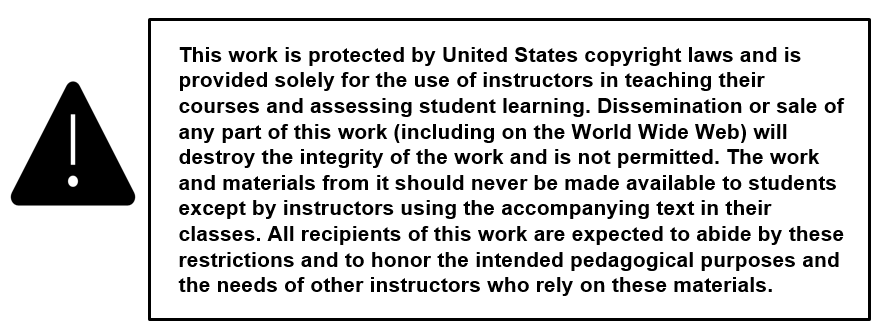 This work is protected by United States copyright laws and is
provided solely for the use of instructors in teaching their
courses and assessing student learning. Dissemination or sale of
any part of this work (including on the World Wide Web) will
destroy the integrity of the work and is not permitted. The work
and materials from it should never be made available to students
except by instructors using the accompanying text in their
classes. All recipients of this work are expected to abide by these
restrictions and to honor the intended pedagogical purposes and
the needs of other instructors who rely on these materials.